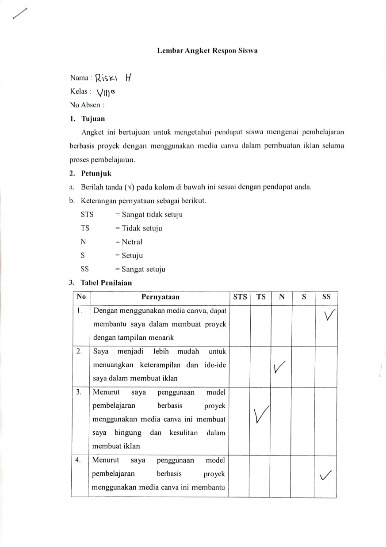 Lembar Angket Respon Siswa
Nama : Riski H
Kelas : VIII B
No Absen :
1. Tujuan
Angket ini bertujuan untuk mengetahui pendapat siswa mengenai pembelajaran
berbasis proyek dengan menggunakan media canva dalam pembuatan iklan selama
proses pembelajaran.
2. Petunjuk
a. Berilah tanda (√) pada kolom di bawah ini sesuai dengan pendapat anda.
b. Keterangan pernyataan sebagai berikut.
STS = Sangat tidak setuju
TS = Tidak setuju
N = Netral
S = Setuju
SS = Sangat setuju
3. Tabel Penilaian
No Pernyataan STS TS N S SS
1. Dengan menggunakan media canva, dapat √
membantu saya dalam membuat proyek
dengan tampilan menarik
2. Saya menjadi lebih mudah untuk
menuangkan keterampilan dan ide-ide √
saya dalam membuat iklan
3. Menurut saya penggunaan model
pembelajaran berbasis proyek
menggunakan media canva ini membuat √
saya bingung dan kesulitan dalam
membuat iklan
4. Menurut saya penggunaan model
pembelajaran berbasis proyek √
menggunakan media canva ini membantu